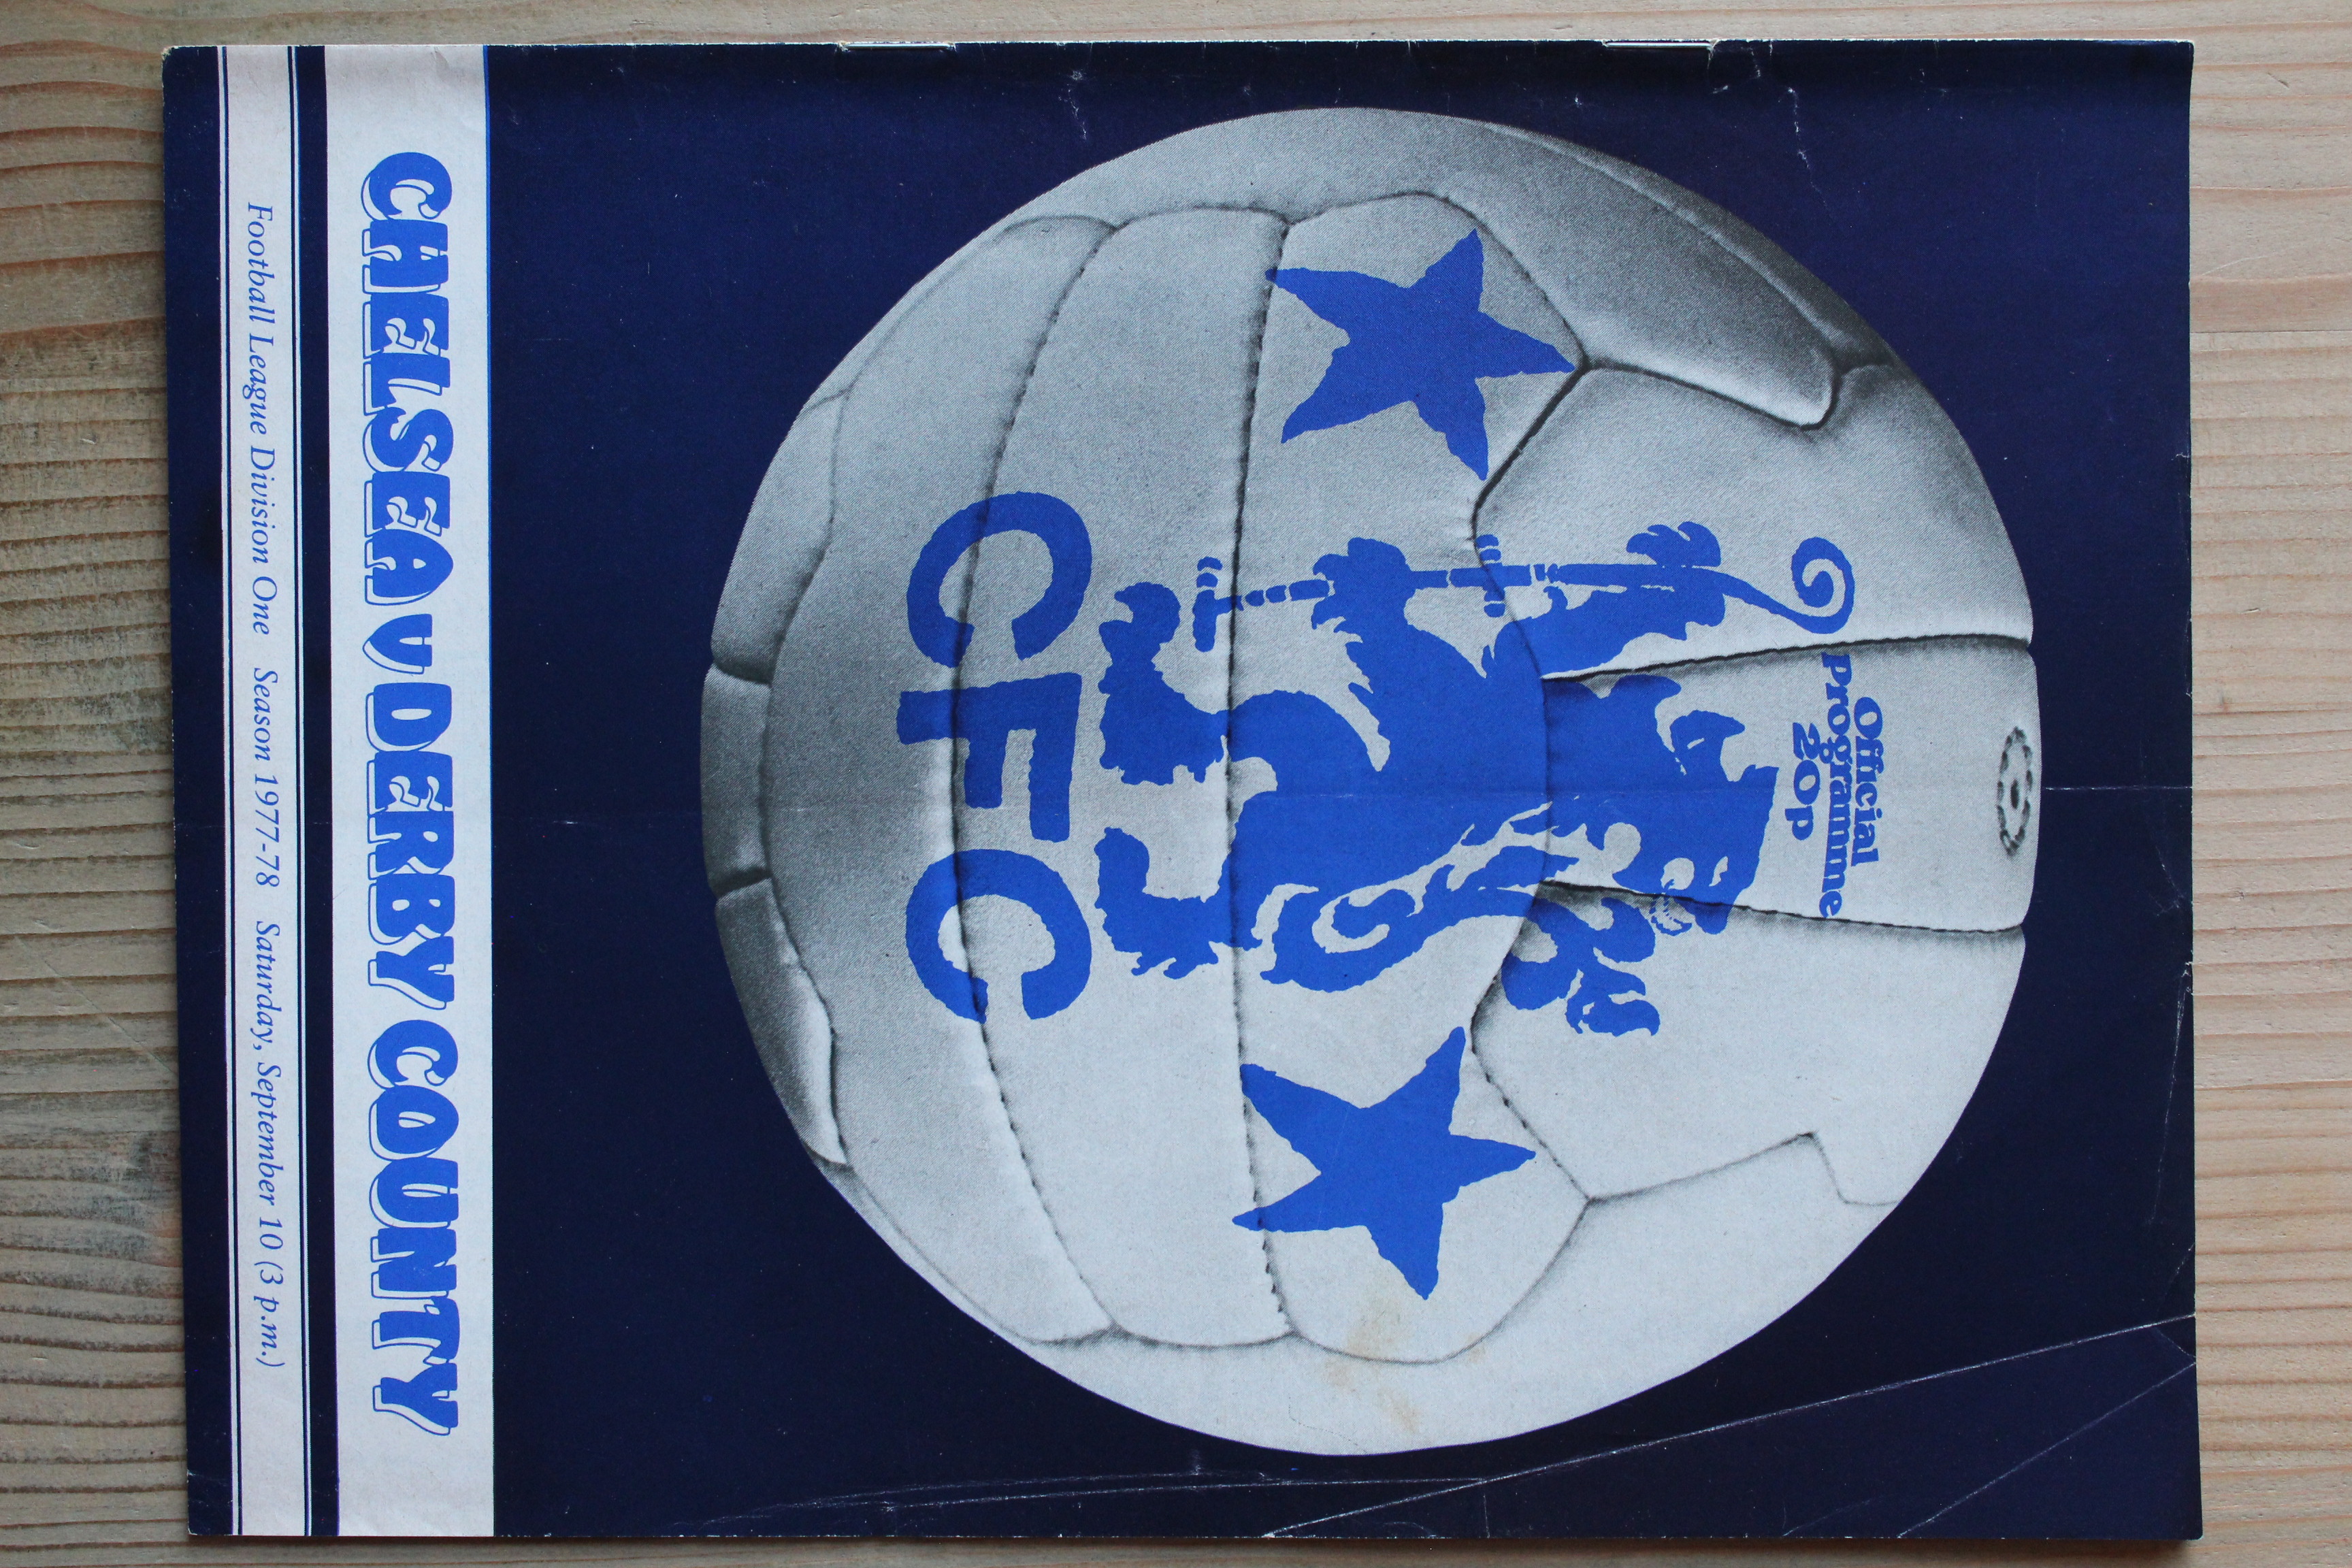 Official
Programme
20p
CFC
CHELSEA V DERBY COUNTY
Football League Division One Season 1977-78 Saturday, September 10 (3 p.m.)